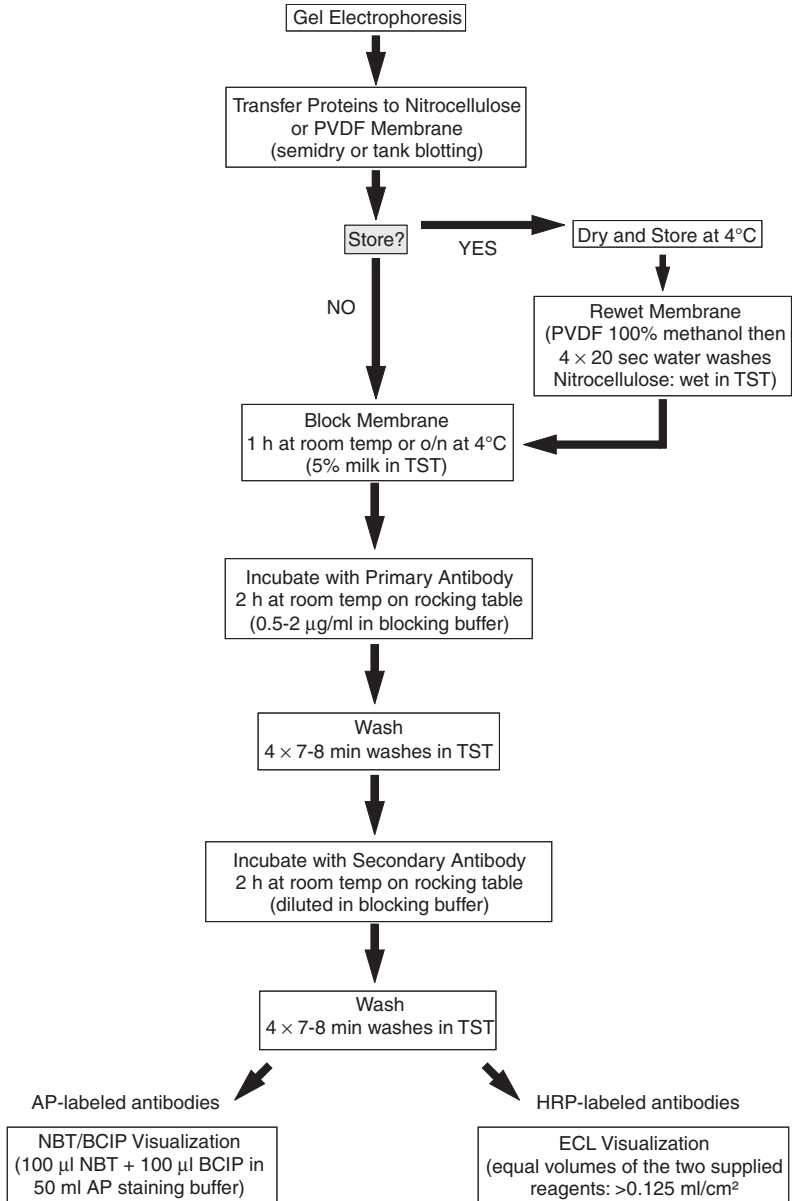 Gel Electrophoresis
Transfer Proteins to Nitrocellulose
or PVDF Membrane
(semidry or tank blotting)
Store?
YES
Dry and Store at 4°C
NO
Rewet Membrane
(PVDF 100% methanol then
4 × 20 sec water washes
Nitrocellulose: wet in TST)
Block Membrane
1 h at room temp or o/n at 4°C
(5% milk in TST)
Incubate with Primary Antibody
2 h at room temp on rocking table
(0.5-2 μg/ml in blocking buffer)
Wash
4 × 7-8 min washes in TST
Incubate with Secondary Antibody
2 h at room temp on rocking table
(diluted in blocking buffer)
Wash
4 × 7-8 min washes in TST
AP-labeled antibodies
HRP-labeled antibodies
NBT/BCIP Visualization
(100 μl NBT + 100 μl BCIP in
50 ml AP staining buffer)
ECL Visualization
(equal volumes of the two supplied
reagents: >0.125 ml/cm²